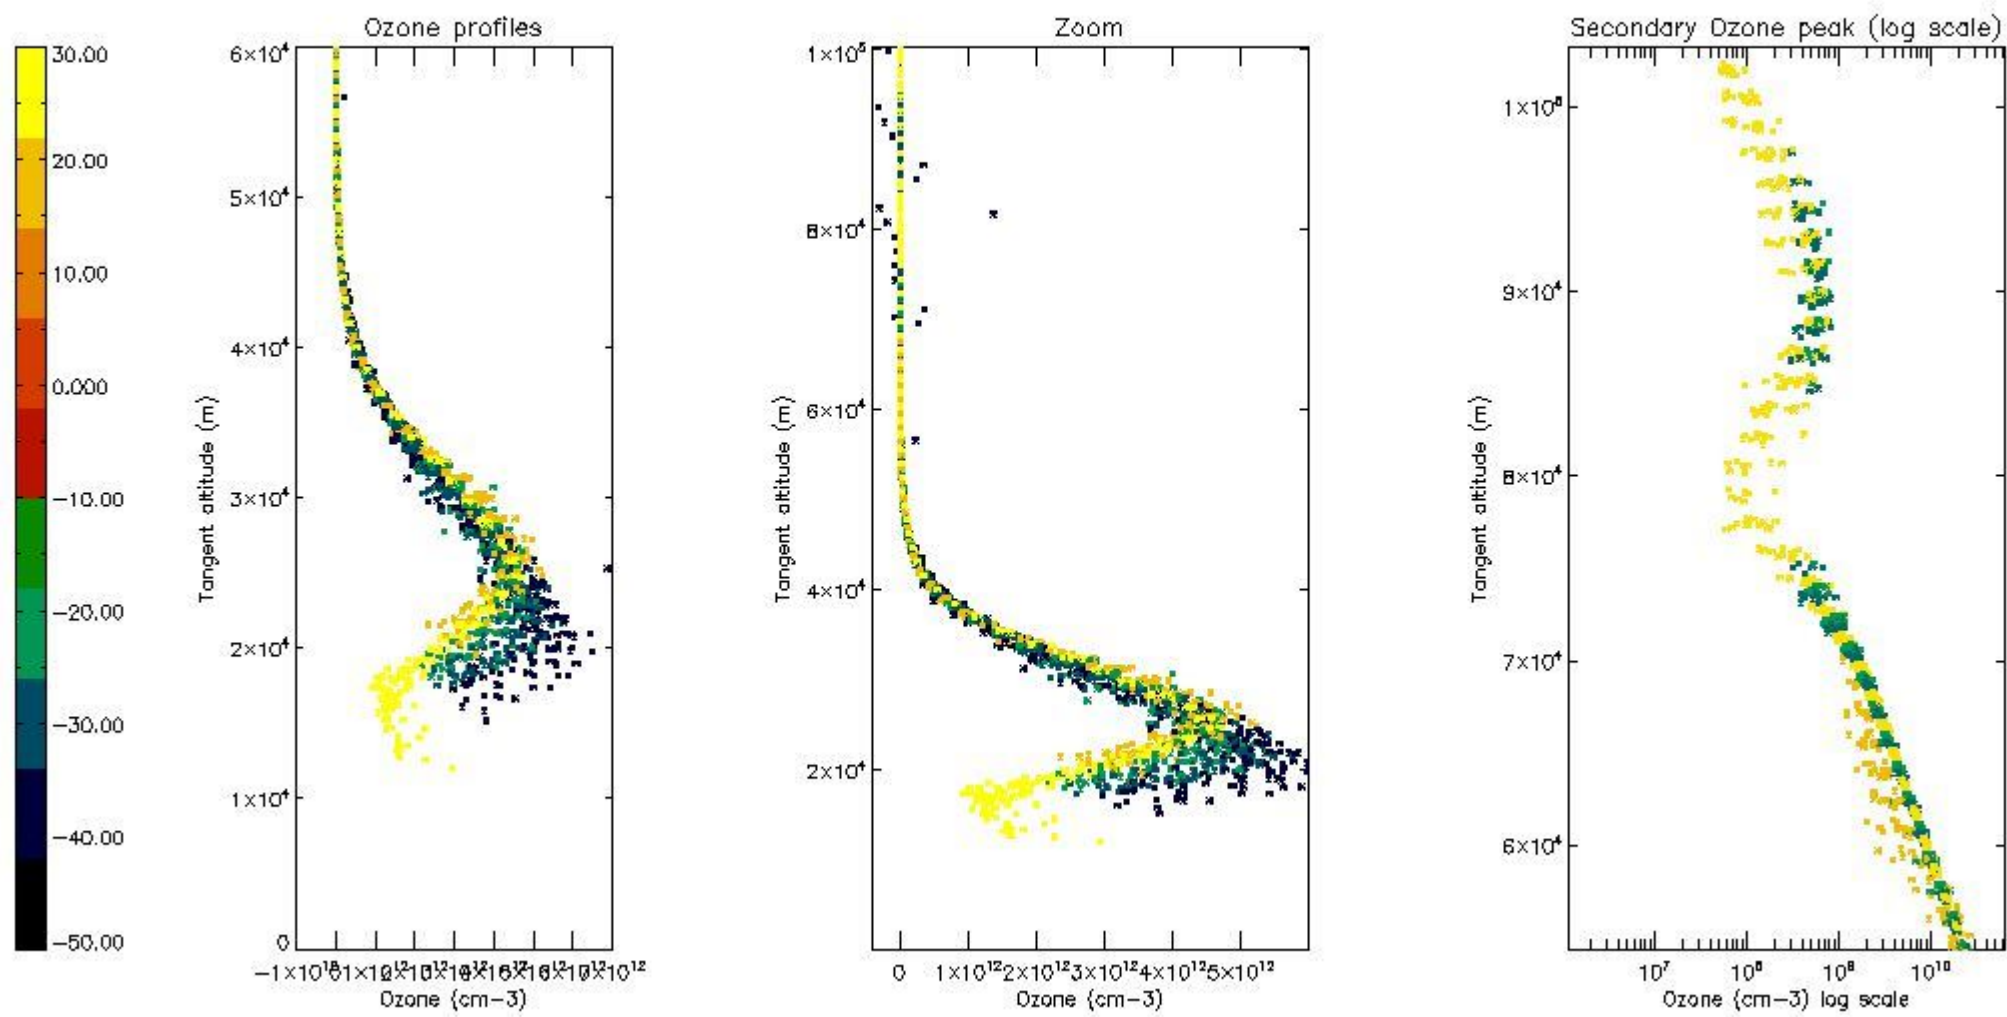 Ozone profiles
Zoom
Secondary Ozone peak (log scale)
30.00
20.00
10.00
0.000
−10.00
−20.00
−30.00
−40.00
−50.00
6×10⁴
5×10⁴
4×10⁴
3×10⁴
2×10⁴
1×10⁴
0
Tangent altitude (m)
Ozone (cm−3)
1×10⁵
8×10⁴
6×10⁴
4×10⁴
2×10⁴
Tangent altitude (m)
0 1×10¹² 2×10¹² 3×10¹² 4×10¹² 5×10¹²
Ozone (cm−3)
1×10⁵
9×10⁴
8×10⁴
7×10⁴
6×10⁴
Tangent altitude (m)
10⁷ 10⁸ 10⁹ 10¹⁰
Ozone (cm−3) log scale